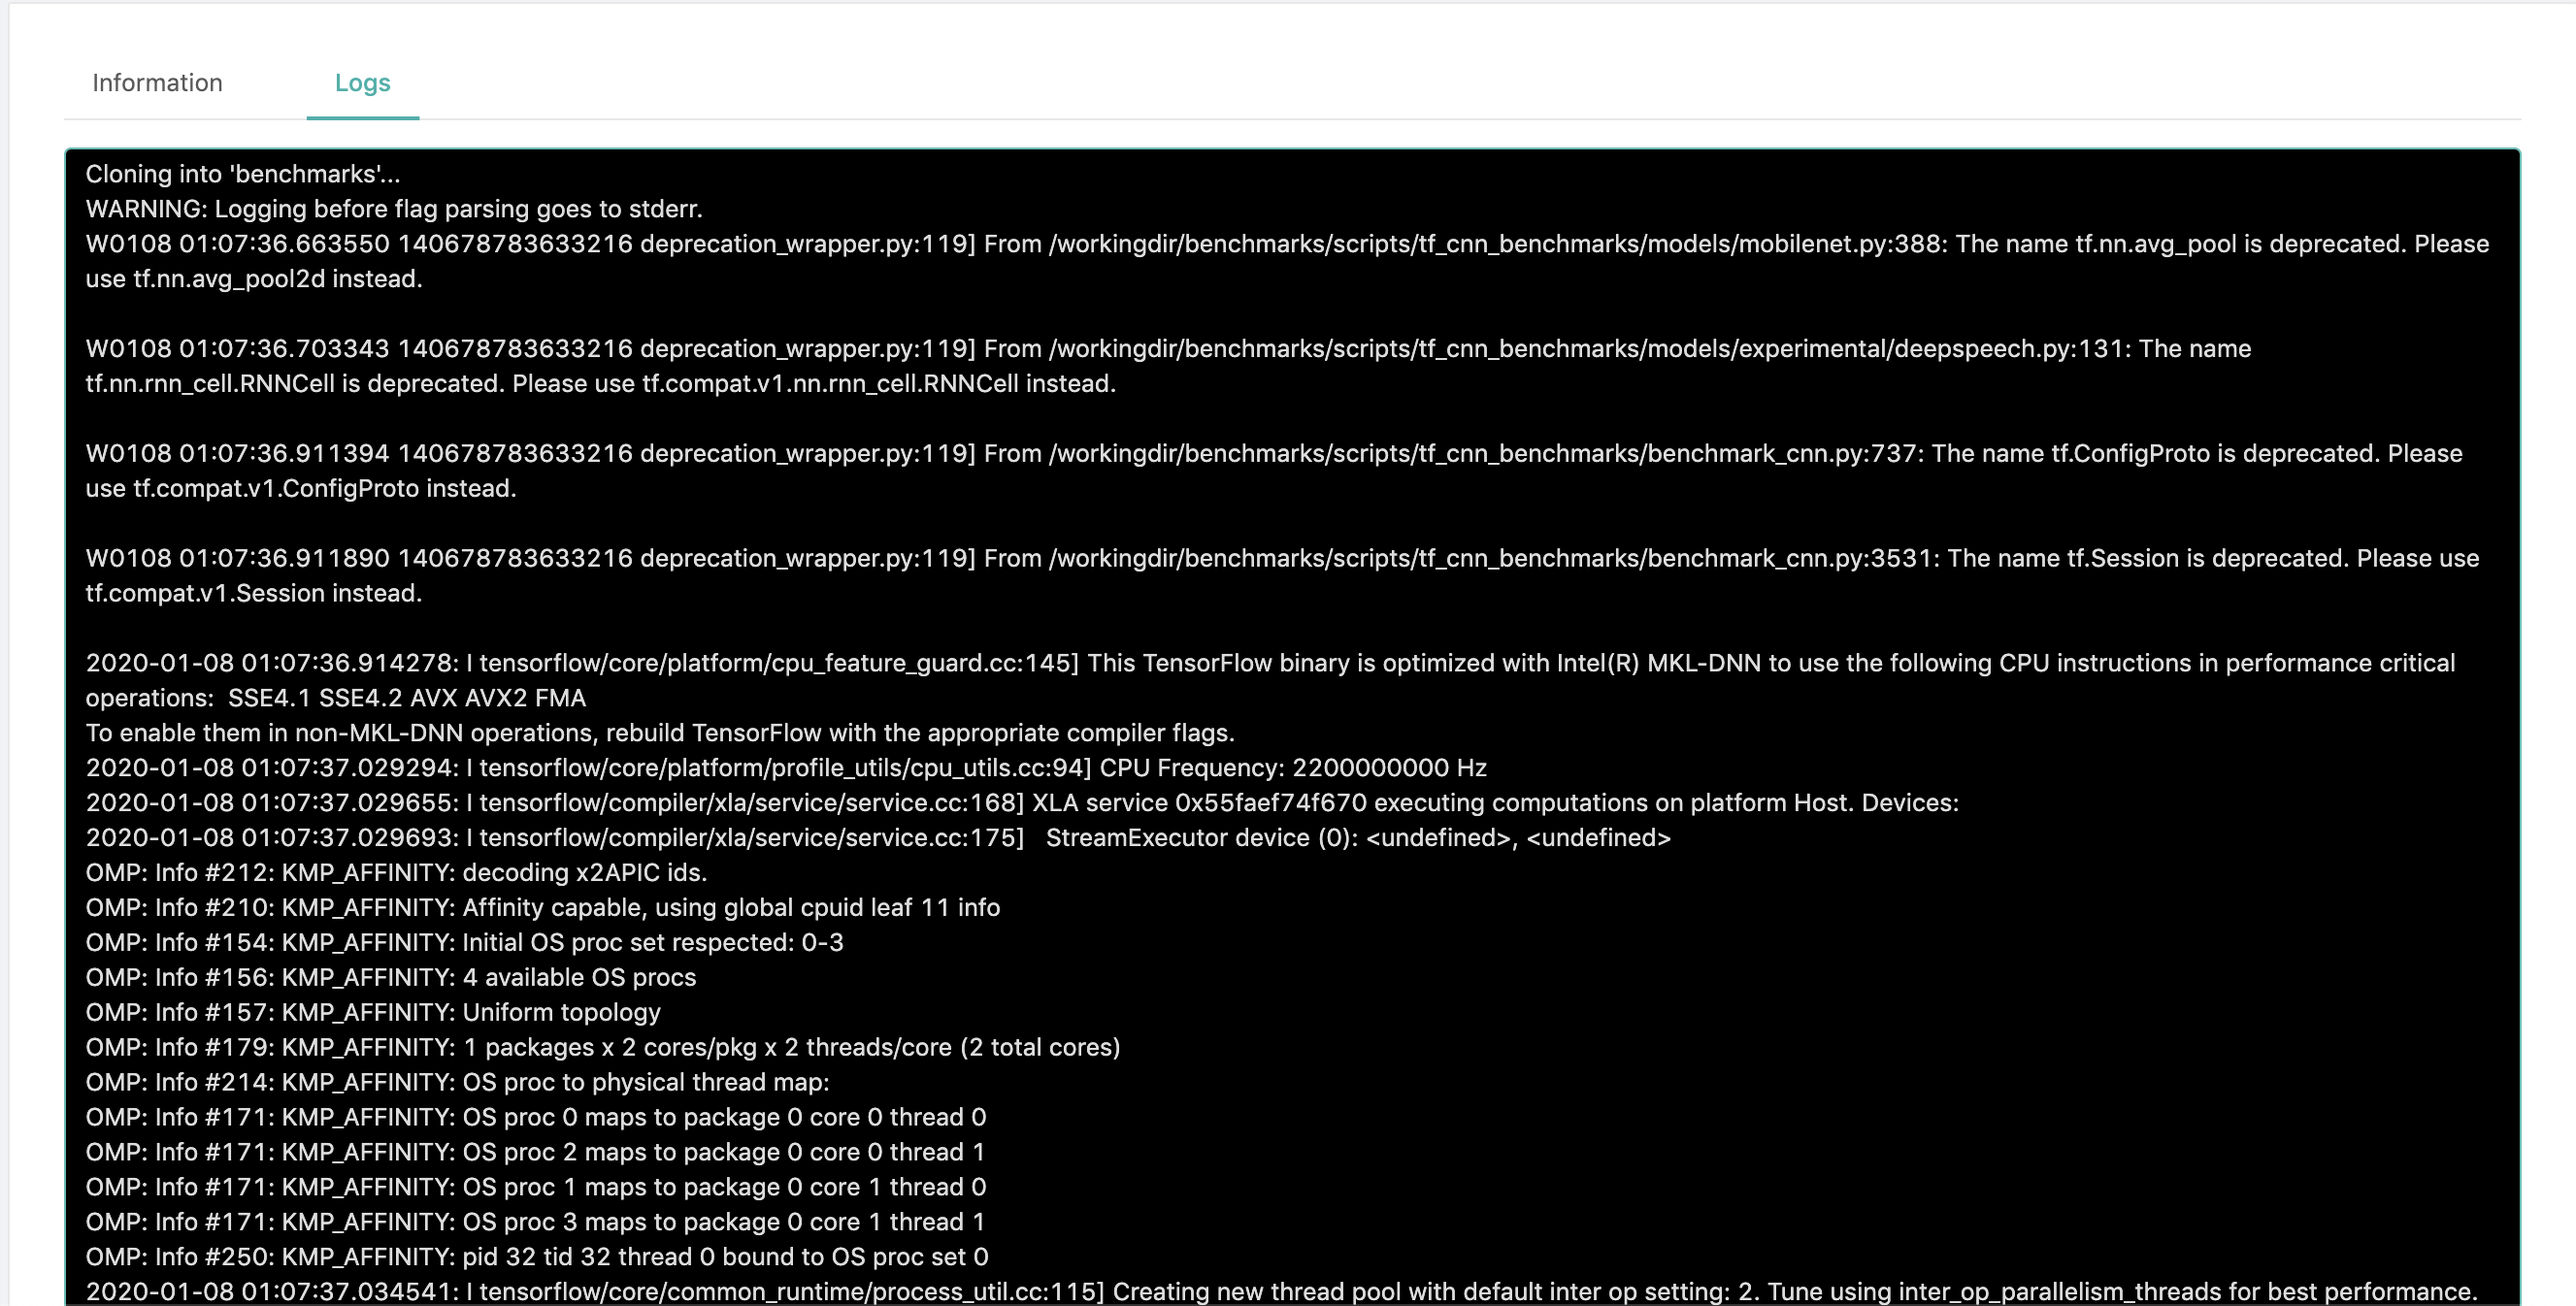 Information
Logs
Cloning into 'benchmarks'...
WARNING: Logging before flag parsing goes to stderr.
W0108 01:07:36.663550 140678783633216 deprecation_wrapper.py:119] From /workingdir/benchmarks/scripts/tf_cnn_benchmarks/models/mobilenet.py:388: The name tf.nn.avg_pool is deprecated. Please
use tf.nn.avg_pool2d instead.
W0108 01:07:36.703343 140678783633216 deprecation_wrapper.py:119] From /workingdir/benchmarks/scripts/tf_cnn_benchmarks/models/experimental/deepspeech.py:131: The name
tf.nn.rnn_cell.RNNCell is deprecated. Please use tf.compat.v1.nn.rnn_cell.RNNCell instead.
W0108 01:07:36.911394 140678783633216 deprecation_wrapper.py:119] From /workingdir/benchmarks/scripts/tf_cnn_benchmarks/benchmark_cnn.py:737: The name tf.ConfigProto is deprecated. Please
use tf.compat.v1.ConfigProto instead.
W0108 01:07:36.911890 140678783633216 deprecation_wrapper.py:119] From /workingdir/benchmarks/scripts/tf_cnn_benchmarks/benchmark_cnn.py:3531: The name tf.Session is deprecated. Please use
tf.compat.v1.Session instead.
2020-01-08 01:07:36.914278: I tensorflow/core/platform/cpu_feature_guard.cc:145] This TensorFlow binary is optimized with Intel(R) MKL-DNN to use the following CPU instructions in performance critical
operations:  SSE4.1 SSE4.2 AVX AVX2 FMA
To enable them in non-MKL-DNN operations, rebuild TensorFlow with the appropriate compiler flags.
2020-01-08 01:07:37.029294: I tensorflow/core/platform/profile_utils/cpu_utils.cc:94] CPU Frequency: 2200000000 Hz
2020-01-08 01:07:37.029655: I tensorflow/compiler/xla/service/service.cc:168] XLA service 0x55faef74f670 executing computations on platform Host. Devices:
2020-01-08 01:07:37.029693: I tensorflow/compiler/xla/service/service.cc:175]   StreamExecutor device (0): <undefined>, <undefined>
OMP: Info #212: KMP_AFFINITY: decoding x2APIC ids.
OMP: Info #210: KMP_AFFINITY: Affinity capable, using global cpuid leaf 11 info
OMP: Info #154: KMP_AFFINITY: Initial OS proc set respected: 0-3
OMP: Info #156: KMP_AFFINITY: 4 available OS procs
OMP: Info #157: KMP_AFFINITY: Uniform topology
OMP: Info #179: KMP_AFFINITY: 1 packages x 2 cores/pkg x 2 threads/core (2 total cores)
OMP: Info #214: KMP_AFFINITY: OS proc to physical thread map:
OMP: Info #171: KMP_AFFINITY: OS proc 0 maps to package 0 core 0 thread 0
OMP: Info #171: KMP_AFFINITY: OS proc 2 maps to package 0 core 0 thread 1
OMP: Info #171: KMP_AFFINITY: OS proc 1 maps to package 0 core 1 thread 0
OMP: Info #171: KMP_AFFINITY: OS proc 3 maps to package 0 core 1 thread 1
OMP: Info #250: KMP_AFFINITY: pid 32 tid 32 thread 0 bound to OS proc set 0
2020-01-08 01:07:37.034541: I tensorflow/core/common_runtime/process_util.cc:115] Creating new thread pool with default inter op setting: 2. Tune using inter_op_parallelism_threads for best performance.